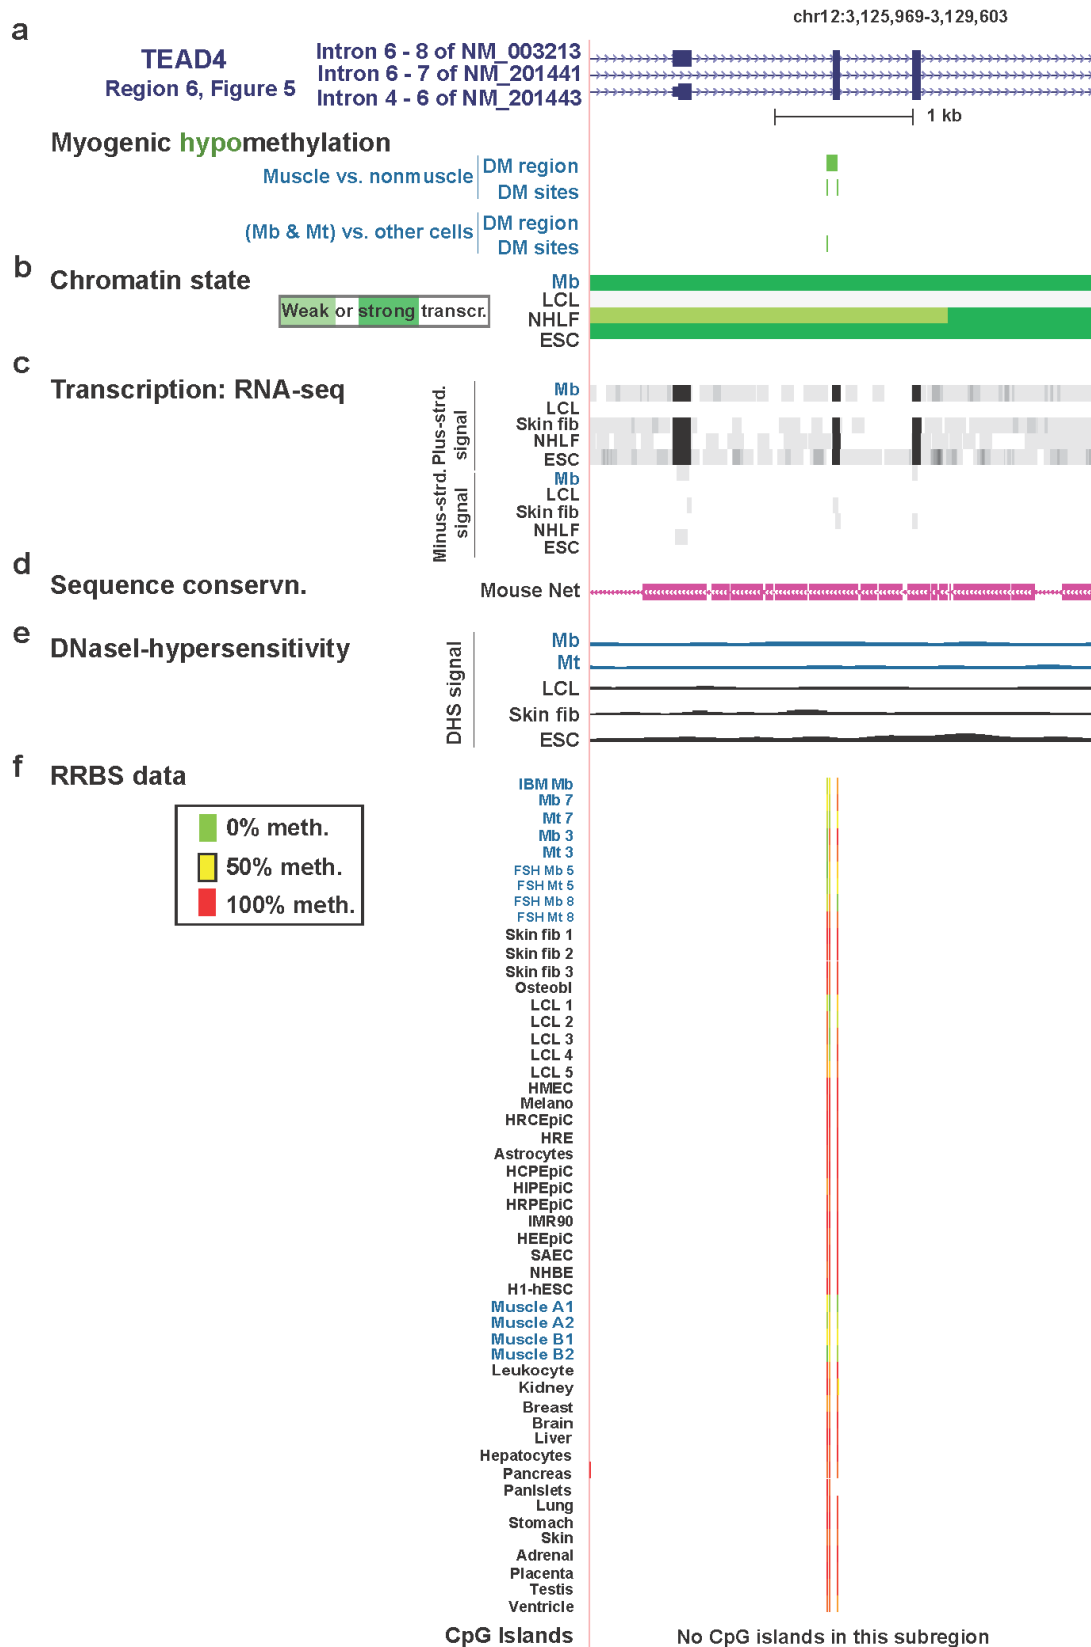 chr12:3,125,969-3,129,603
a
TEAD4
Region 6, Figure 5
Intron 6 - 8 of NM_003213
Intron 6 - 7 of NM_201441
Intron 4 - 6 of NM_201443
1 kb
Myogenic hypomethylation
Muscle vs. nonmuscle
DM region
DM sites
(Mb & Mt) vs. other cells
DM region
DM sites
b
Chromatin state
Weak or strong transcr.
Mb
LCL
NHLF
ESC
c
Transcription: RNA-seq
Plus-strd. signal
Mb
LCL
Skin fib
NHLF
ESC
Minus-strd. signal
Mb
LCL
Skin fib
NHLF
ESC
d
Sequence conservn.
Mouse Net
e
DNaseI-hypersensitivity
DHS signal
Mb
Mt
LCL
Skin fib
ESC
f
RRBS data
0% meth.
50% meth.
100% meth.
IBM Mb
Mb 7
Mt 7
Mb 3
Mt 3
FSH Mb 5
FSH Mt 5
FSH Mb 8
FSH Mt 8
Skin fib 1
Skin fib 2
Skin fib 3
Osteobl
LCL 1
LCL 2
LCL 3
LCL 4
LCL 5
HMEC
Melano
HRCEpiC
HRE
Astrocytes
HCPEpiC
HIPEpiC
HRPEpiC
IMR90
HEEpiC
SAEC
NHBE
H1-hESC
Muscle A1
Muscle A2
Muscle B1
Muscle B2
Leukocyte
Kidney
Breast
Brain
Liver
Hepatocytes
Pancreas
PanIslets
Lung
Stomach
Skin
Adrenal
Placenta
Testis
Ventricle
CpG Islands
No CpG islands in this subregion